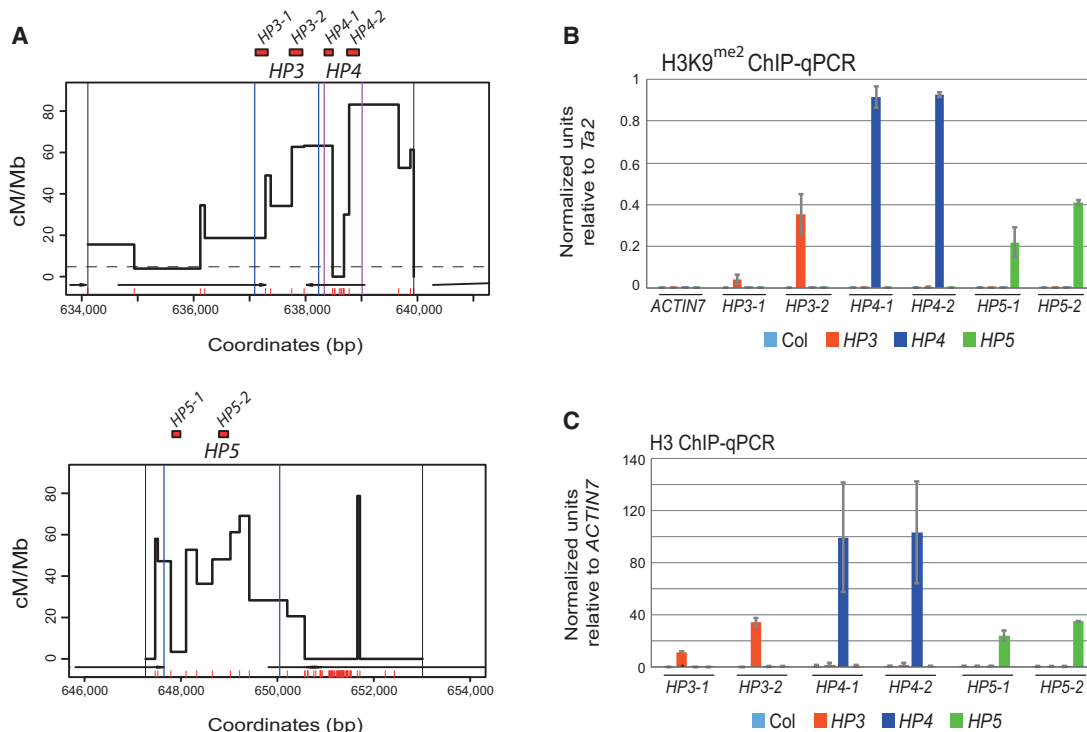 A
HP3-1
HP3-2
HP4-1
HP4-2
HP3
HP4
cM/Mb
80
60
40
20
0
634,000
636,000
638,000
640,000
Coordinates (bp)
HP5-1
HP5-2
HP5
cM/Mb
80
60
40
20
0
646,000
648,000
650,000
652,000
654,000
Coordinates (bp)
B
H3K9me2 ChIP-qPCR
Normalized units
relative to Ta2
1
0.8
0.6
0.4
0.2
0
ACTIN7
HP3-1
HP3-2
HP4-1
HP4-2
HP5-1
HP5-2
Col
HP3
HP4
HP5
C
H3 ChIP-qPCR
Normalized units
relative to ACTIN7
140
120
80
60
40
0
HP3-1
HP3-2
HP4-1
HP4-2
HP5-1
HP5-2
Col
HP3
HP4
HP5